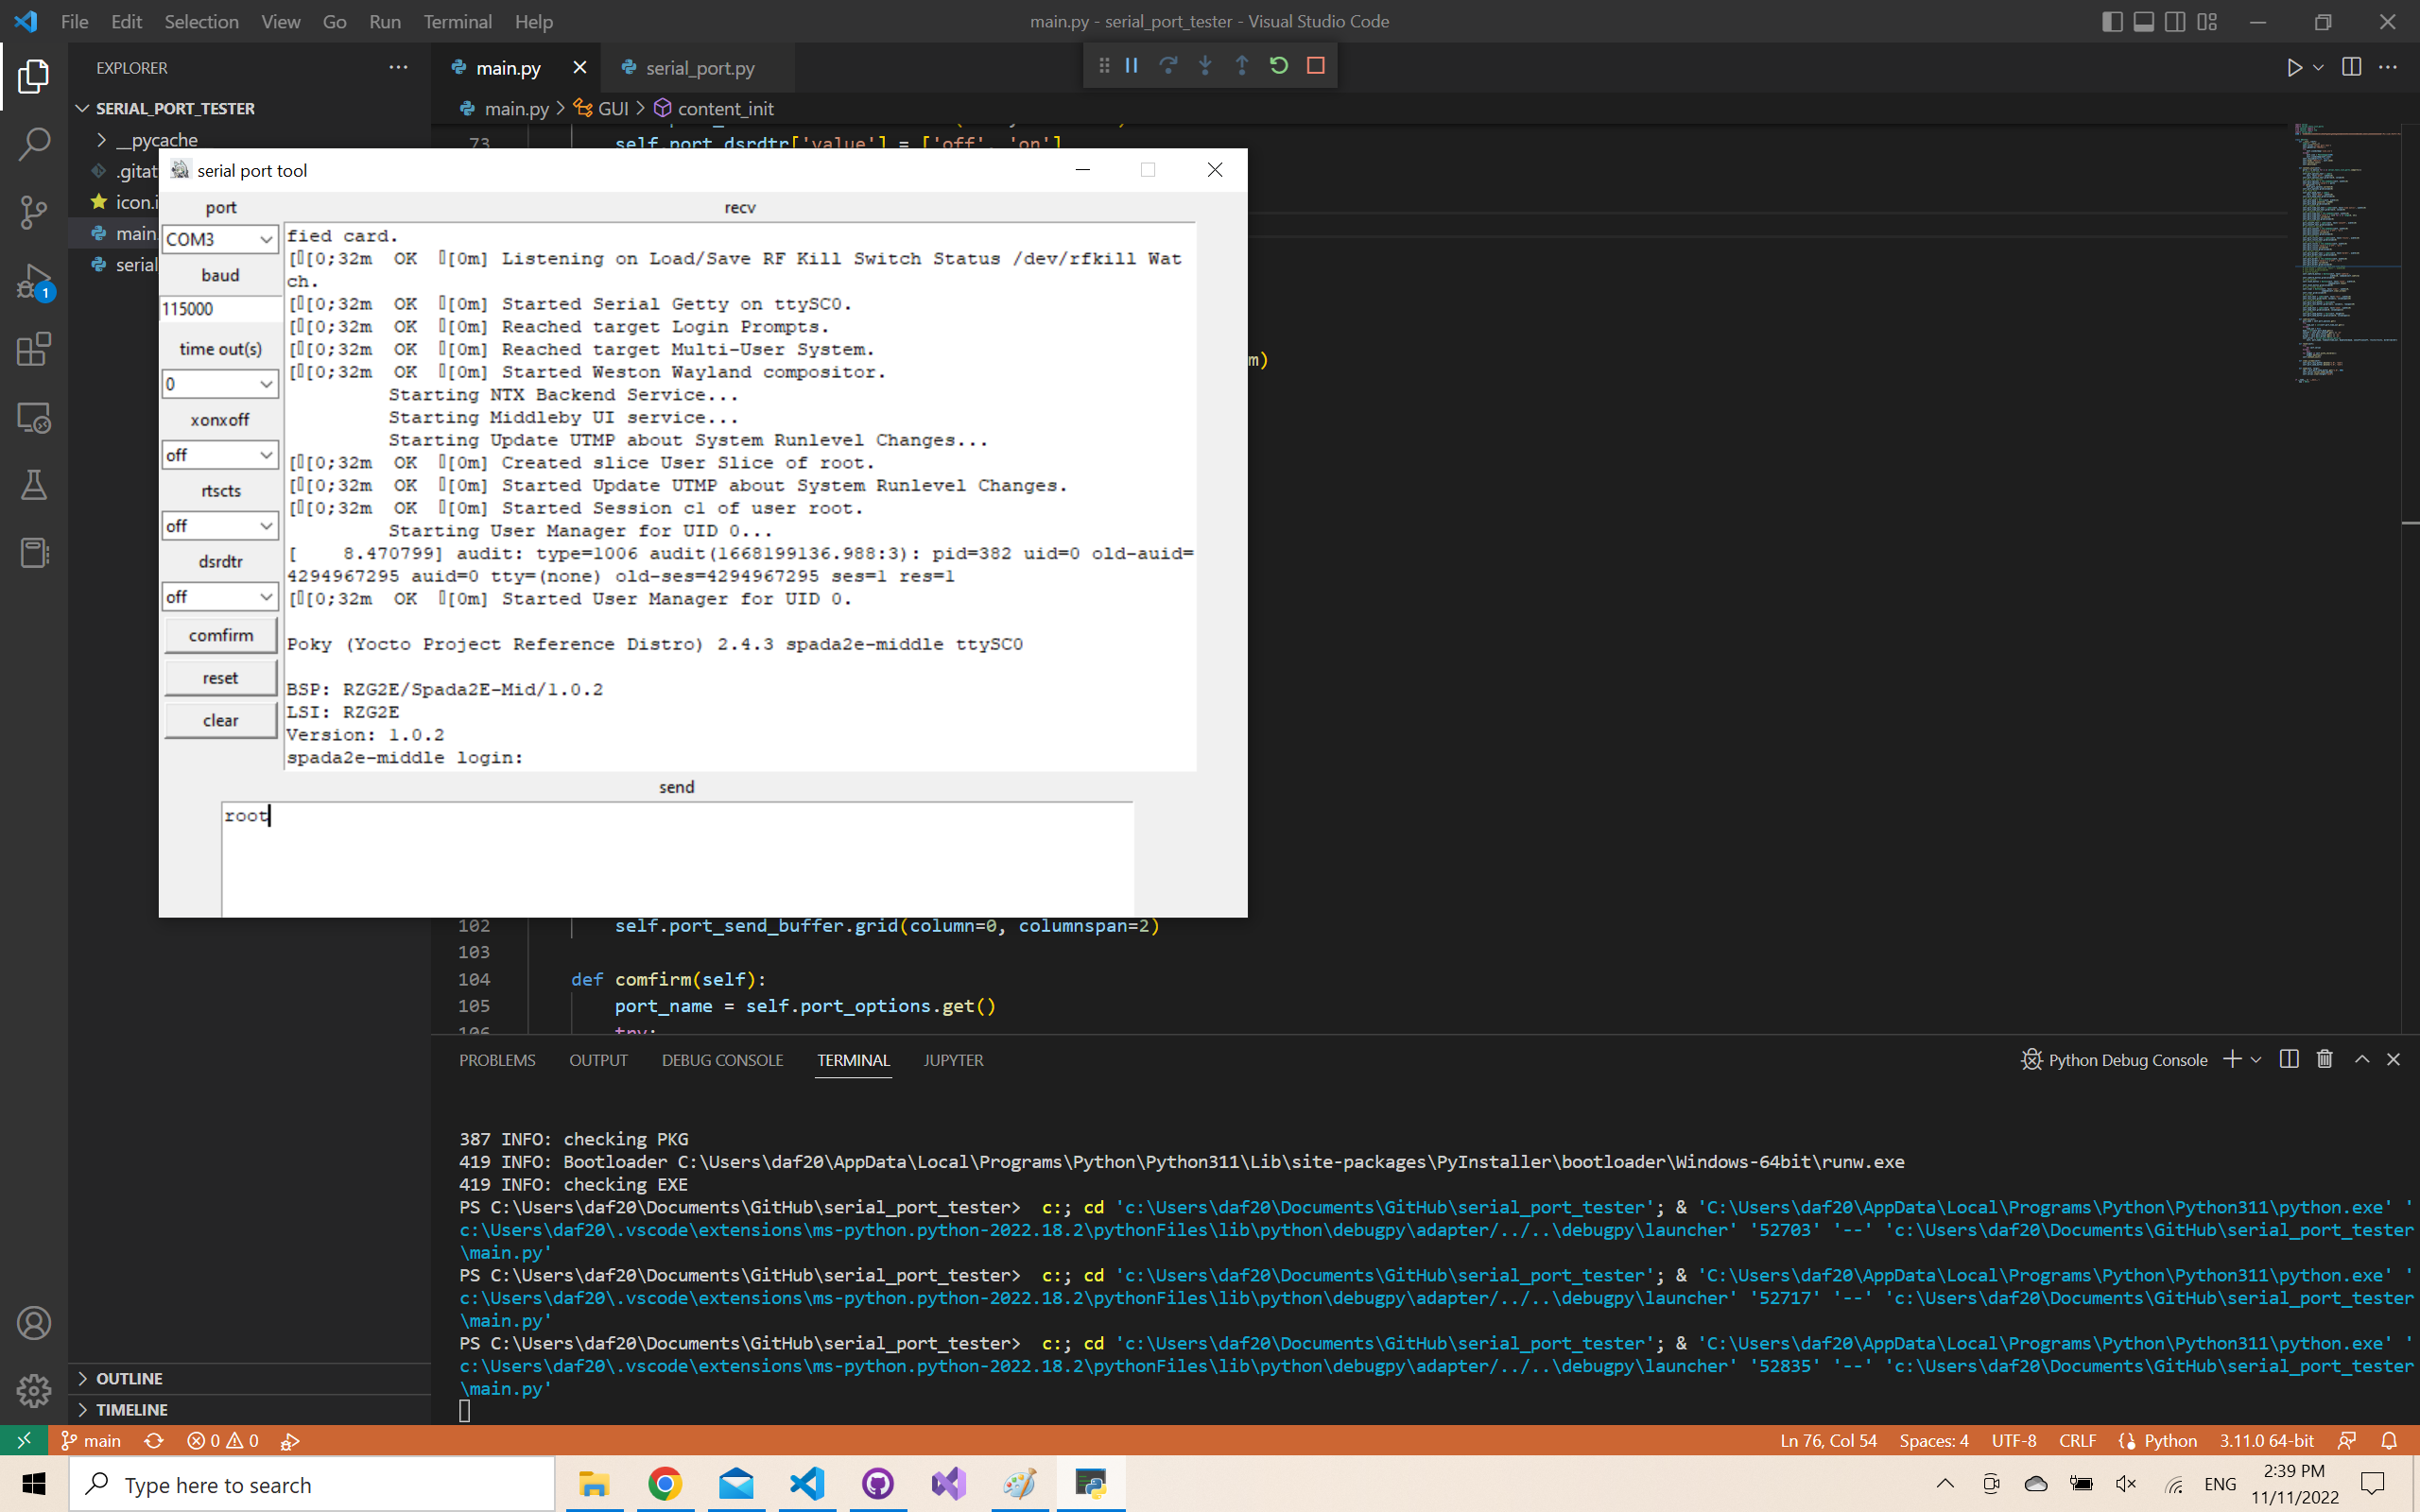 File Edit Selection View Go Run Terminal Help
main.py - serial_port_tester - Visual Studio Code
EXPLORER
main.py
serial_port.py
SERIAL_PORT_TESTER
main.py > GUI > content_init
__pycache
.gitat
icon.i
main.
serial
73 self.port_dsrdtr['value'] = ['off', 'on']
serial port tool
port
COM3
baud
115000
time out(s)
0
xonxoff
off
rtscts
off
dsrdtr
off
comfirm
reset
clear
recv
fied card.
[[0;32m OK [0m] Listening on Load/Save RF Kill Switch Status /dev/rfkill Wat
ch.
[[0;32m OK [0m] Started Serial Getty on ttySC0.
[[0;32m OK [0m] Reached target Login Prompts.
[[0;32m OK [0m] Reached target Multi-User System.
[[0;32m OK [0m] Started Weston Wayland compositor.
Starting NTX Backend Service...
Starting Middleby UI service...
Starting Update UTMP about System Runlevel Changes...
[[0;32m OK [0m] Created slice User Slice of root.
[[0;32m OK [0m] Started Update UTMP about System Runlevel Changes.
[[0;32m OK [0m] Started Session c1 of user root.
Starting User Manager for UID 0...
[ 8.470799] audit: type=1006 audit(1668199136.988:3): pid=382 uid=0 old-auid=
4294967295 auid=0 tty=(none) old-ses=4294967295 ses=1 res=1
[[0;32m OK [0m] Started User Manager for UID 0.
Poky (Yocto Project Reference Distro) 2.4.3 spada2e-middle ttySC0
BSP: RZG2E/Spada2E-Mid/1.0.2
LSI: RZG2E
Version: 1.0.2
spada2e-middle login:
send
root
m)
102 self.port_send_buffer.grid(column=0, columnspan=2)
103
104 def comfirm(self):
105 port_name = self.port_options.get()
106 try:
PROBLEMS OUTPUT DEBUG CONSOLE TERMINAL JUPYTER
Python Debug Console
387 INFO: checking PKG
419 INFO: Bootloader C:\Users\daf20\AppData\Local\Programs\Python\Python311\Lib\site-packages\PyInstaller\bootloader\Windows-64bit\runw.exe
419 INFO: checking EXE
PS C:\Users\daf20\Documents\GitHub\serial_port_tester> c:; cd 'c:\Users\daf20\Documents\GitHub\serial_port_tester'; & 'C:\Users\daf20\AppData\Local\Programs\Python\Python311\python.exe' '
c:\Users\daf20\.vscode\extensions\ms-python.python-2022.18.2\pythonFiles\lib\python\debugpy\adapter/../..\debugpy\launcher' '52703' '--' 'c:\Users\daf20\Documents\GitHub\serial_port_tester
\main.py'
PS C:\Users\daf20\Documents\GitHub\serial_port_tester> c:; cd 'c:\Users\daf20\Documents\GitHub\serial_port_tester'; & 'C:\Users\daf20\AppData\Local\Programs\Python\Python311\python.exe' '
c:\Users\daf20\.vscode\extensions\ms-python.python-2022.18.2\pythonFiles\lib\python\debugpy\adapter/../..\debugpy\launcher' '52717' '--' 'c:\Users\daf20\Documents\GitHub\serial_port_tester
\main.py'
PS C:\Users\daf20\Documents\GitHub\serial_port_tester> c:; cd 'c:\Users\daf20\Documents\GitHub\serial_port_tester'; & 'C:\Users\daf20\AppData\Local\Programs\Python\Python311\python.exe' '
c:\Users\daf20\.vscode\extensions\ms-python.python-2022.18.2\pythonFiles\lib\python\debugpy\adapter/../..\debugpy\launcher' '52835' '--' 'c:\Users\daf20\Documents\GitHub\serial_port_tester
\main.py'
1
OUTLINE
TIMELINE
main 0 0
Ln 76, Col 54 Spaces: 4 UTF-8 CRLF Python 3.11.0 64-bit
Type here to search
ENG
2:39 PM
11/11/2022